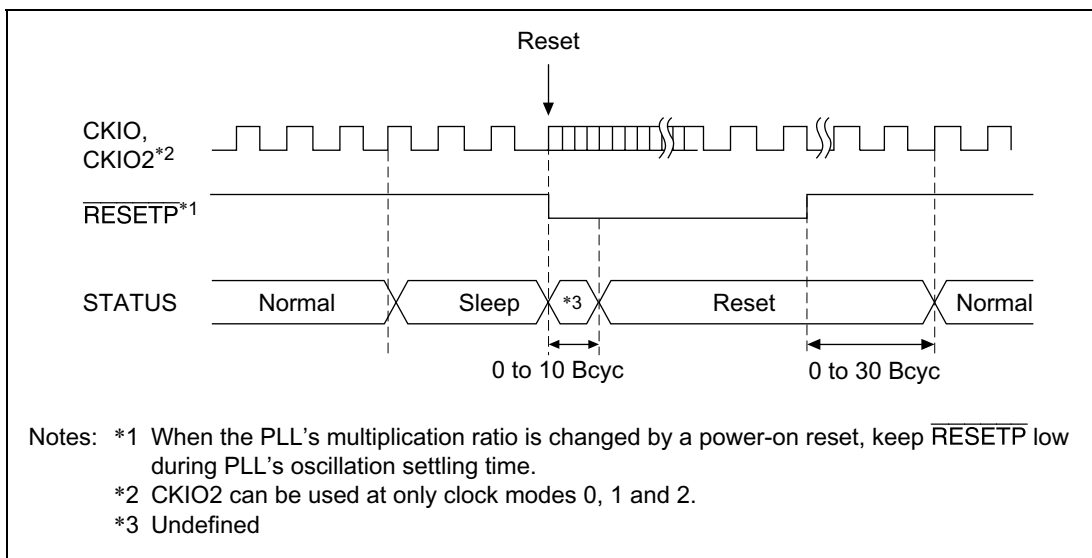 Reset
CKIO,
CKIO2*2
RESETP*1
STATUS
Normal
Sleep
*3
Reset
Normal
0 to 10 Bcyc
0 to 30 Bcyc
Notes: *1 When the PLL's multiplication ratio is changed by a power-on reset, keep RESETP low
during PLL's oscillation settling time.
*2 CKIO2 can be used at only clock modes 0, 1 and 2.
*3 Undefined